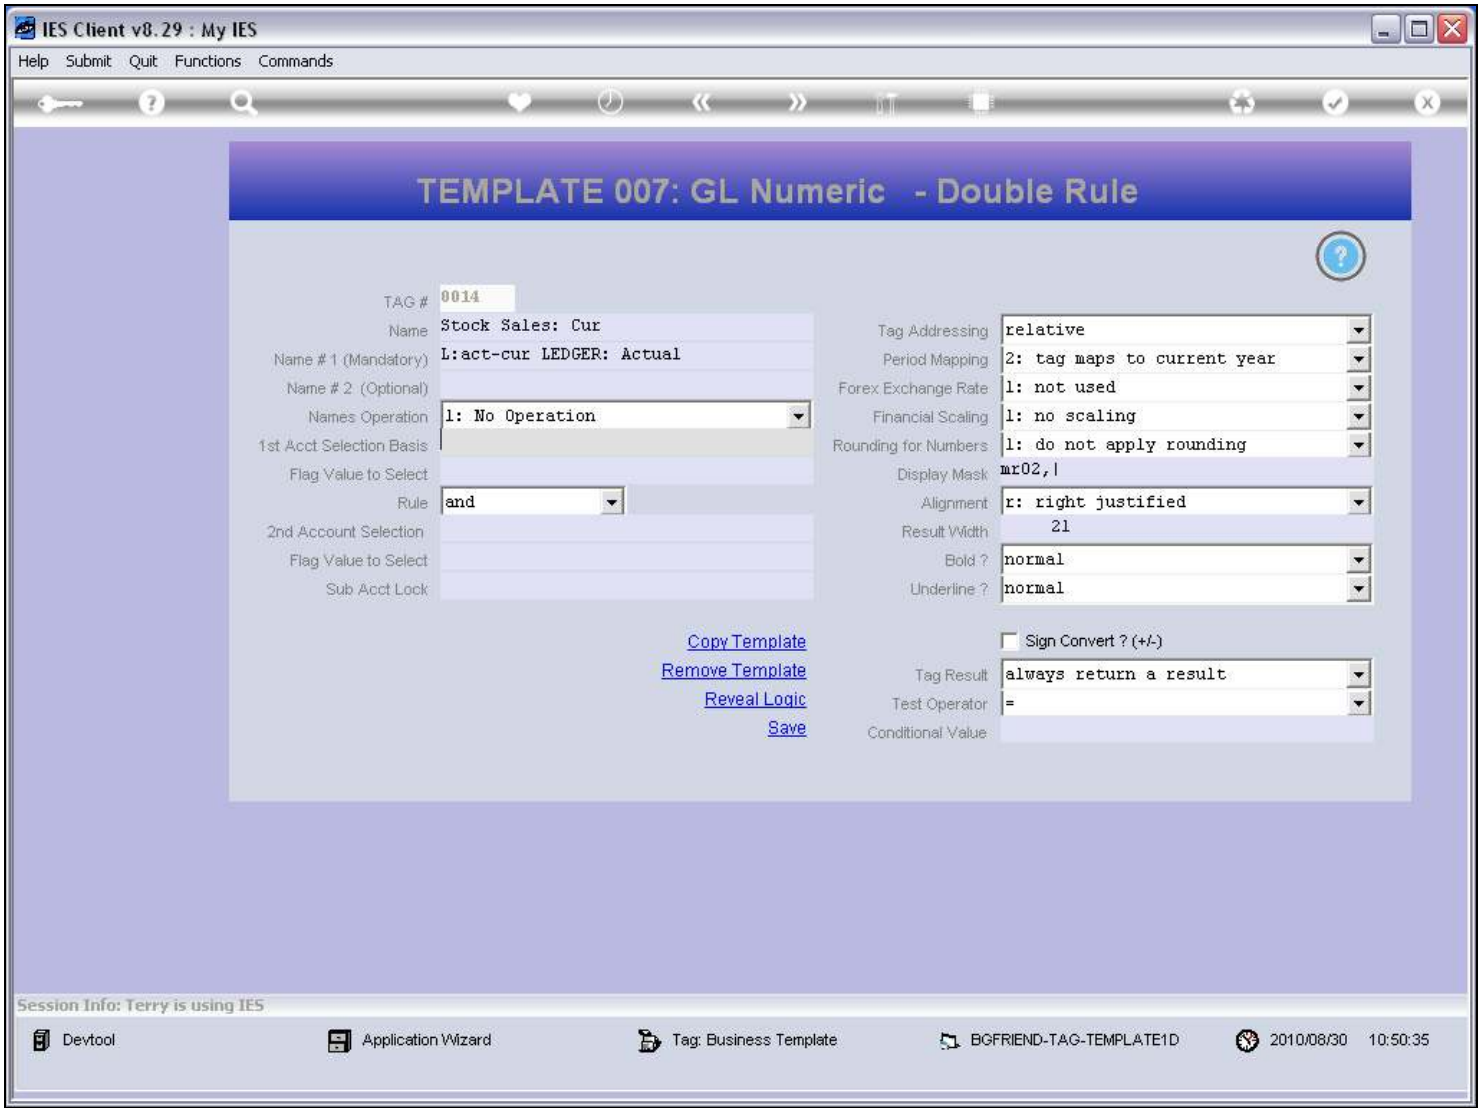 IES Client v8.29 : My IES
Help Submit Quit Functions Commands
TEMPLATE 007: GL Numeric - Double Rule
TAG # 0014
Name Stock Sales: Cur
Name # 1 (Mandatory) L:act-cur LEDGER: Actual
Name # 2 (Optional)
Names Operation 1: No Operation
1st Acct Selection Basis
Flag Value to Select
Rule and
2nd Account Selection
Flag Value to Select
Sub Acct Lock
Copy Template
Remove Template
Reveal Logic
Save
Tag Addressing relative
Period Mapping 2: tag maps to current year
Forex Exchange Rate 1: not used
Financial Scaling 1: no scaling
Rounding for Numbers 1: do not apply rounding
Display Mask mr02,|
Alignment r: right justified
Result Width 21
Bold ? normal
Underline ? normal
Sign Convert ? (+/-)
Tag Result always return a result
Test Operator =
Conditional Value
Session Info: Terry is using IES
Devtool Application Wizard Tag: Business Template BGFRIEND-TAG-TEMPLATE1D 2010/08/30 10:50:35